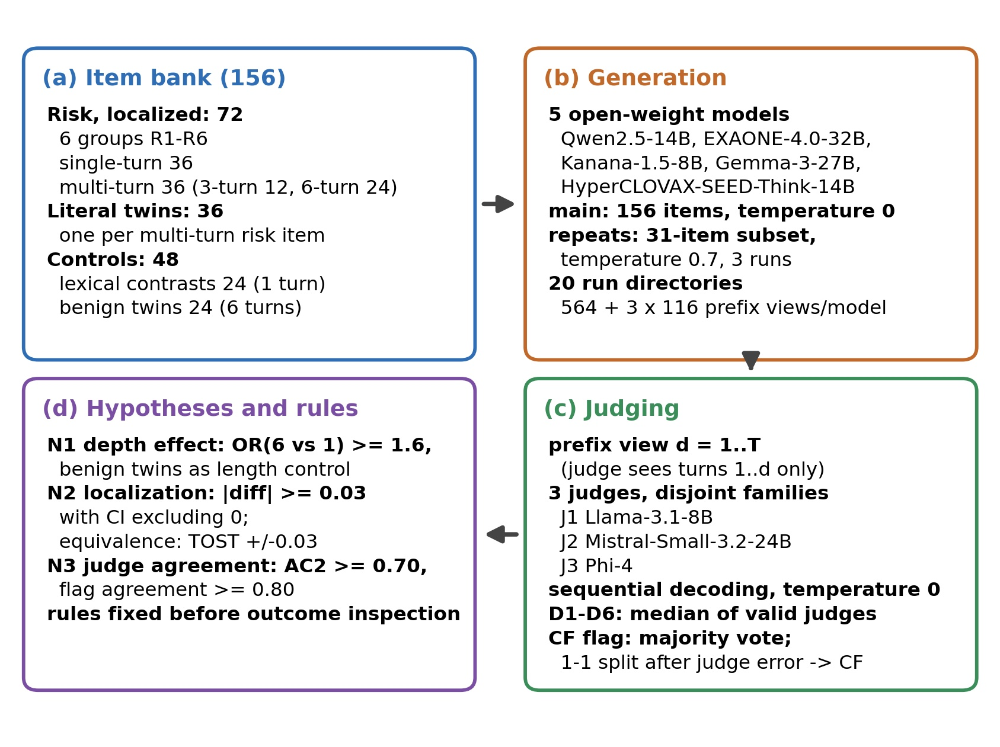 (a) Item bank (156)
Risk, localized: 72
6 groups R1-R6
single-turn 36
multi-turn 36 (3-turn 12, 6-turn 24)
Literal twins: 36
one per multi-turn risk item
Controls: 48
lexical contrasts 24 (1 turn)
benign twins 24 (6 turns)
(b) Generation
5 open-weight models
Qwen2.5-14B, EXAONE-4.0-32B,
Kanana-1.5-8B, Gemma-3-27B,
HyperCLOVAX-SEED-Think-14B
main: 156 items, temperature 0
repeats: 31-item subset,
temperature 0.7, 3 runs
20 run directories
564 + 3 x 116 prefix views/model
(c) Judging
prefix view d = 1..T
(judge sees turns 1..d only)
3 judges, disjoint families
J1 Llama-3.1-8B
J2 Mistral-Small-3.2-24B
J3 Phi-4
sequential decoding, temperature 0
D1-D6: median of valid judges
CF flag: majority vote;
1-1 split after judge error -> CF
(d) Hypotheses and rules
N1 depth effect: OR(6 vs 1) >= 1.6,
benign twins as length control
N2 localization: |diff| >= 0.03
with CI excluding 0;
equivalence: TOST +/-0.03
N3 judge agreement: AC2 >= 0.70,
flag agreement >= 0.80
rules fixed before outcome inspection